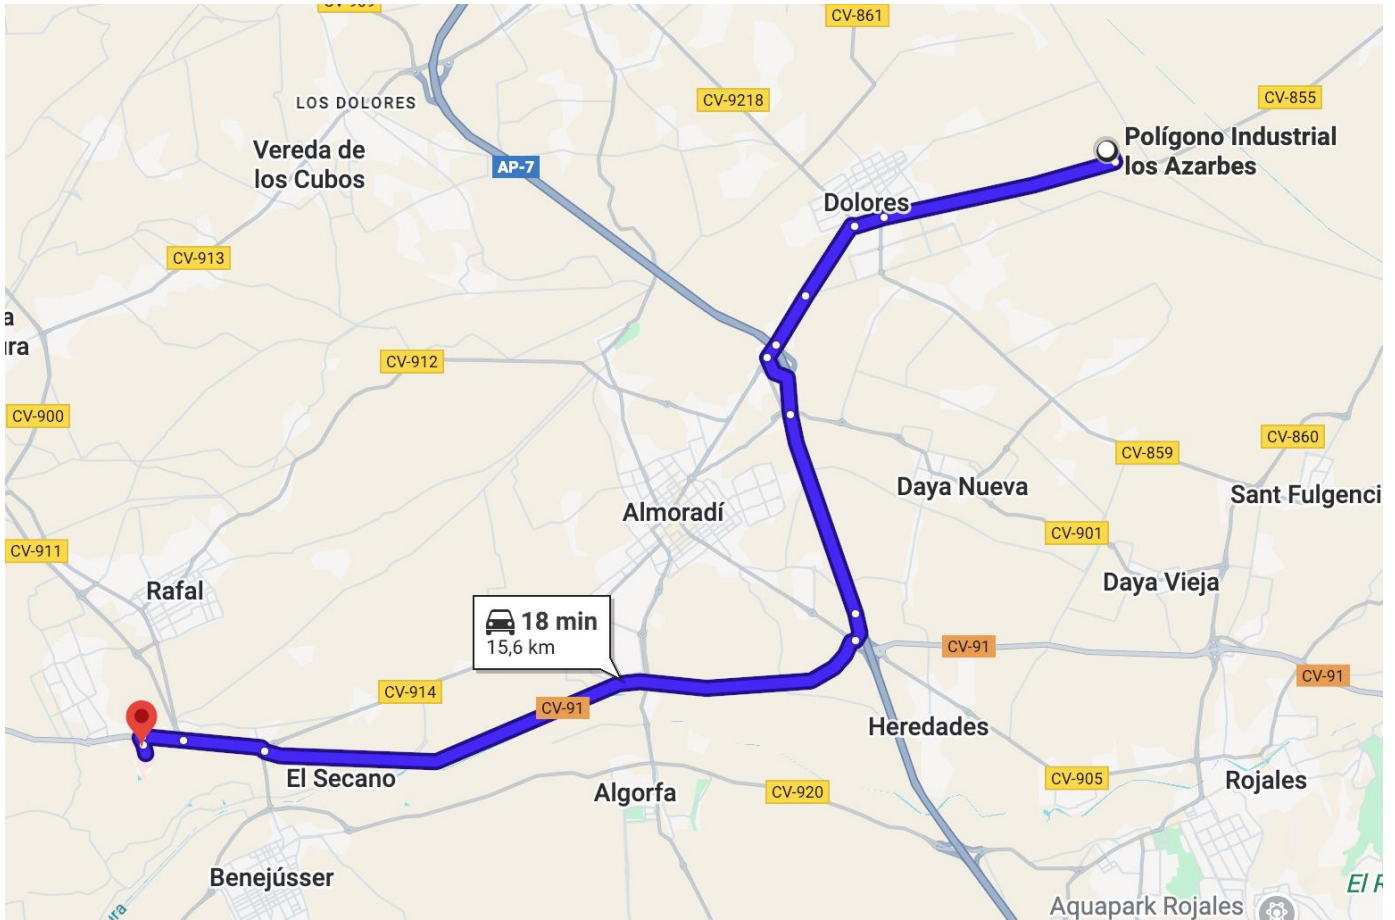 CV-861
CV-855
CV-9218
LOS DOLORES
Polígono Industrial
los Azarbes
Vereda de
los Cubos
AP-7
Dolores
CV-913
CV-912
CV-900
CV-860
CV-859
Daya Nueva
Sant Fulgenci
Almoradí
CV-901
CV-911
Rafal
Daya Vieja
18 min
15,6 km
CV-91
CV-91
CV-914
CV-91
Heredades
El Secano
CV-905
Rojales
Algorfa
CV-920
Benejússer
El R
Aquapark Rojales